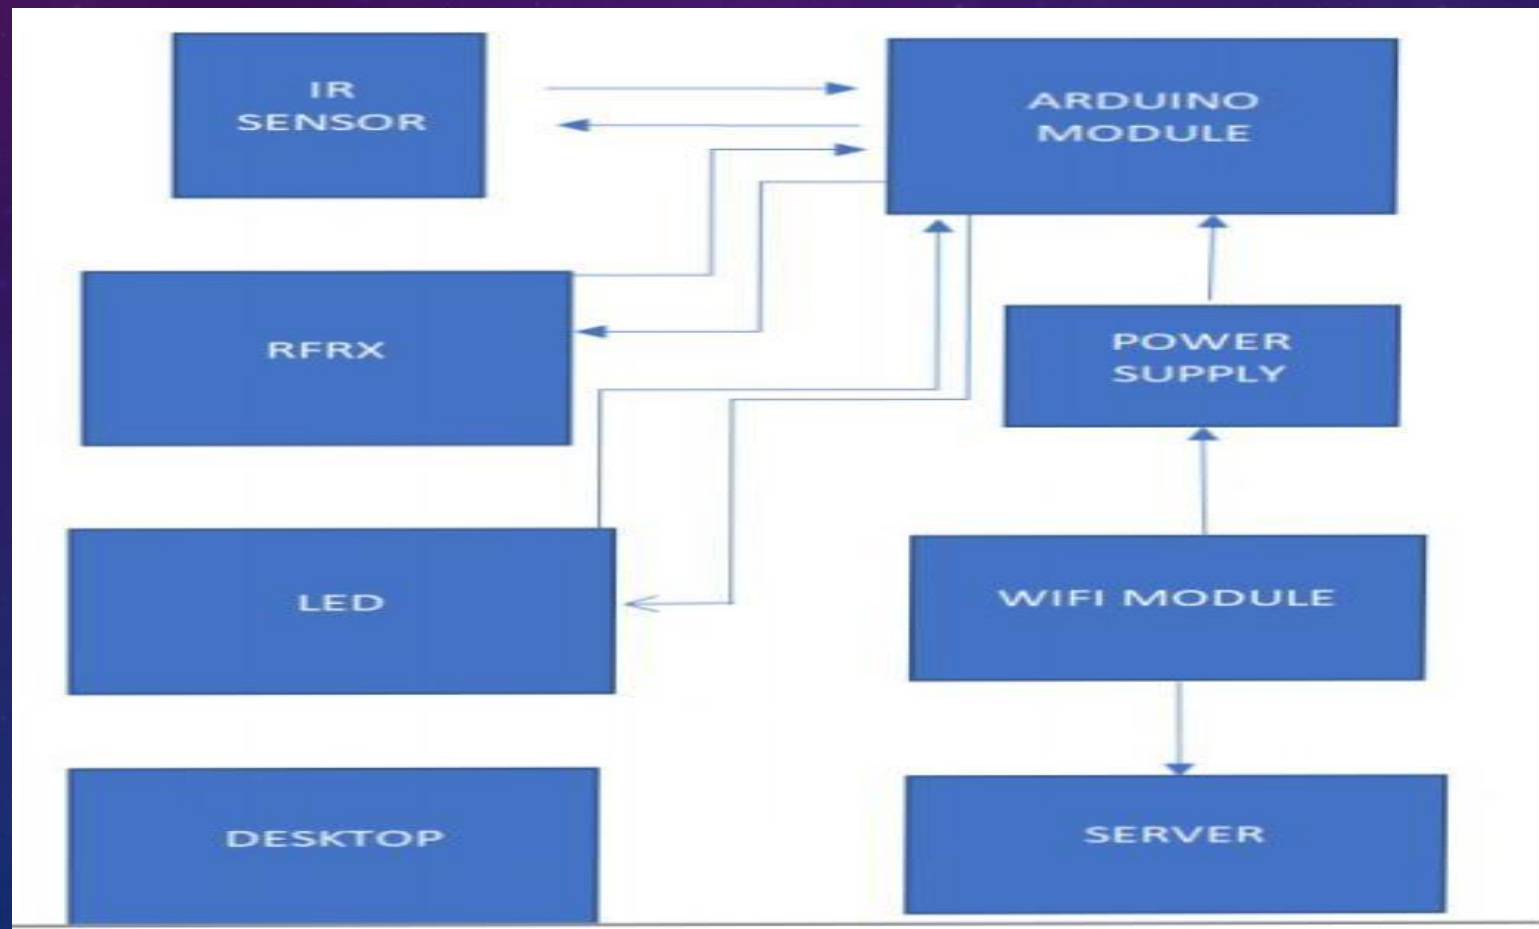 IR
SENSOR
ARDUINO
MODULE
RFRX
POWER
SUPPLY
LED
WIFI MODULE
DESKTOP
SERVER